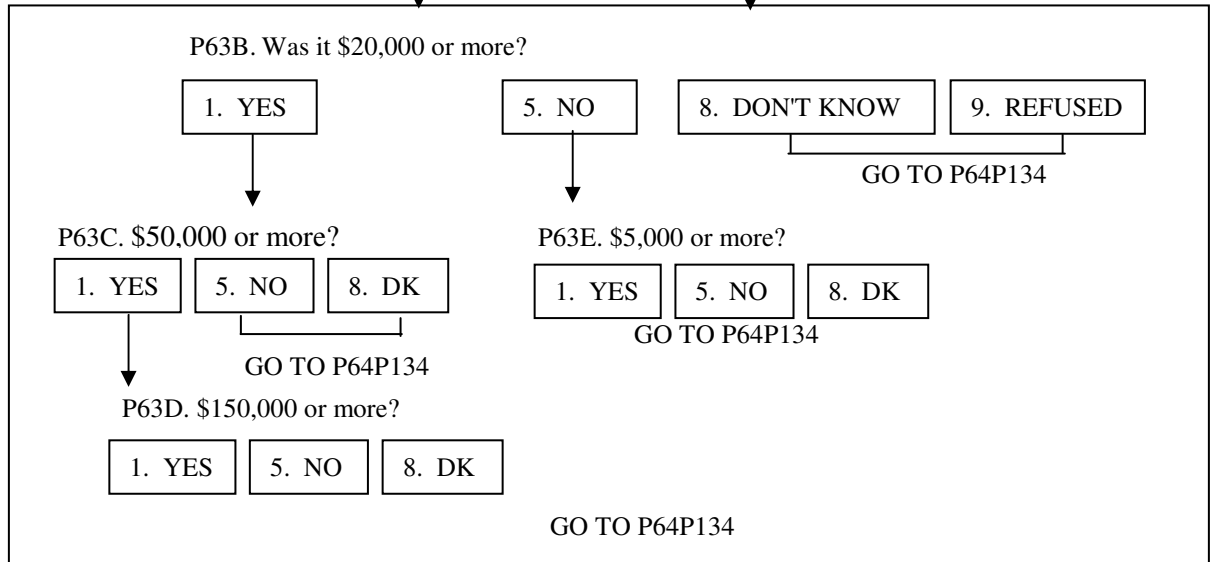 P63B. Was it $20,000 or more?
1. YES 5. NO 8. DON'T KNOW 9. REFUSED
GO TO P64P134
P63C. $50,000 or more? P63E. $5,000 or more?
1. YES 5. NO 8. DK 1. YES 5. NO 8. DK
GO TO P64P134
GO TO P64P134
P63D. $150,000 or more?
1. YES 5. NO 8. DK
GO TO P64P134